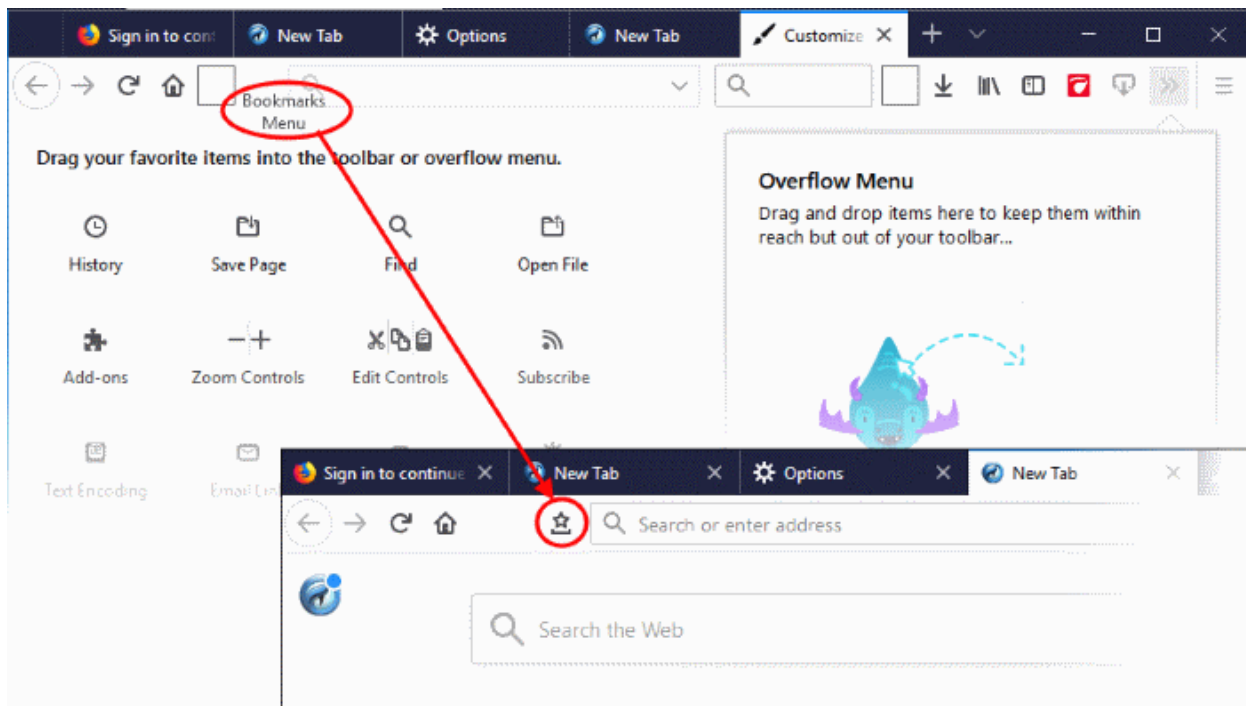 Sign in to cont
New Tab
Options
New Tab
Customize
Bookmarks
Menu
Drag your favorite items into the toolbar or overflow menu.
Overflow Menu
Drag and drop items here to keep them within
reach but out of your toolbar...
History
Save Page
Find
Open File
Add-ons
Zoom Controls
Edit Controls
Subscribe
Text Encoding
Email Lin
Sign in to continue
New Tab
Options
New Tab
Search or enter address
Search the Web